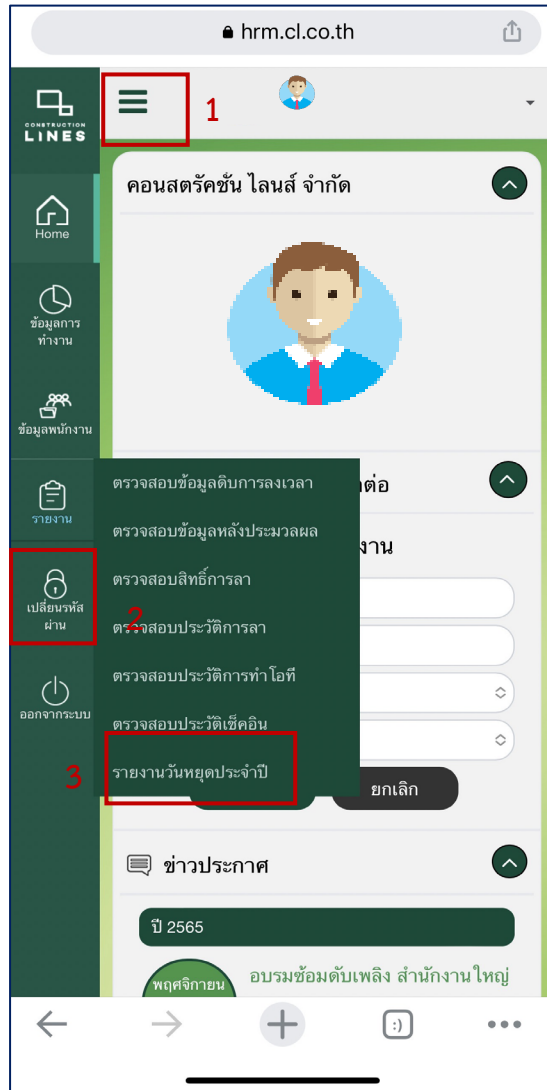 hrm.cl.co.th
CONSTRUCTION
LINES
1
คอนสตรัคชั่น ไลนส์ จำกัด
Home
ข้อมูลการ
ทำงาน
ข้อมูลพนักงาน
รายงาน
เปลี่ยนรหัส
ผ่าน
ออกจากระบบ
ตรวจสอบข้อมูลดิบการลงเวลา
ตรวจสอบข้อมูลหลังประมวลผล
ตรวจสอบสิทธิ์การลา
2
ตรวจสอบประวัติการลา
ตรวจสอบประวัติการทำโอที
ตรวจสอบประวัติเช็คอิน
3
รายงานวันหยุดประจำปี
ต่อ
งาน
ยกเลิก
ข่าวประกาศ
ปี 2565
พฤศจิกายน
อบรมซ้อมดับเพลิง สำนักงานใหญ่
:)